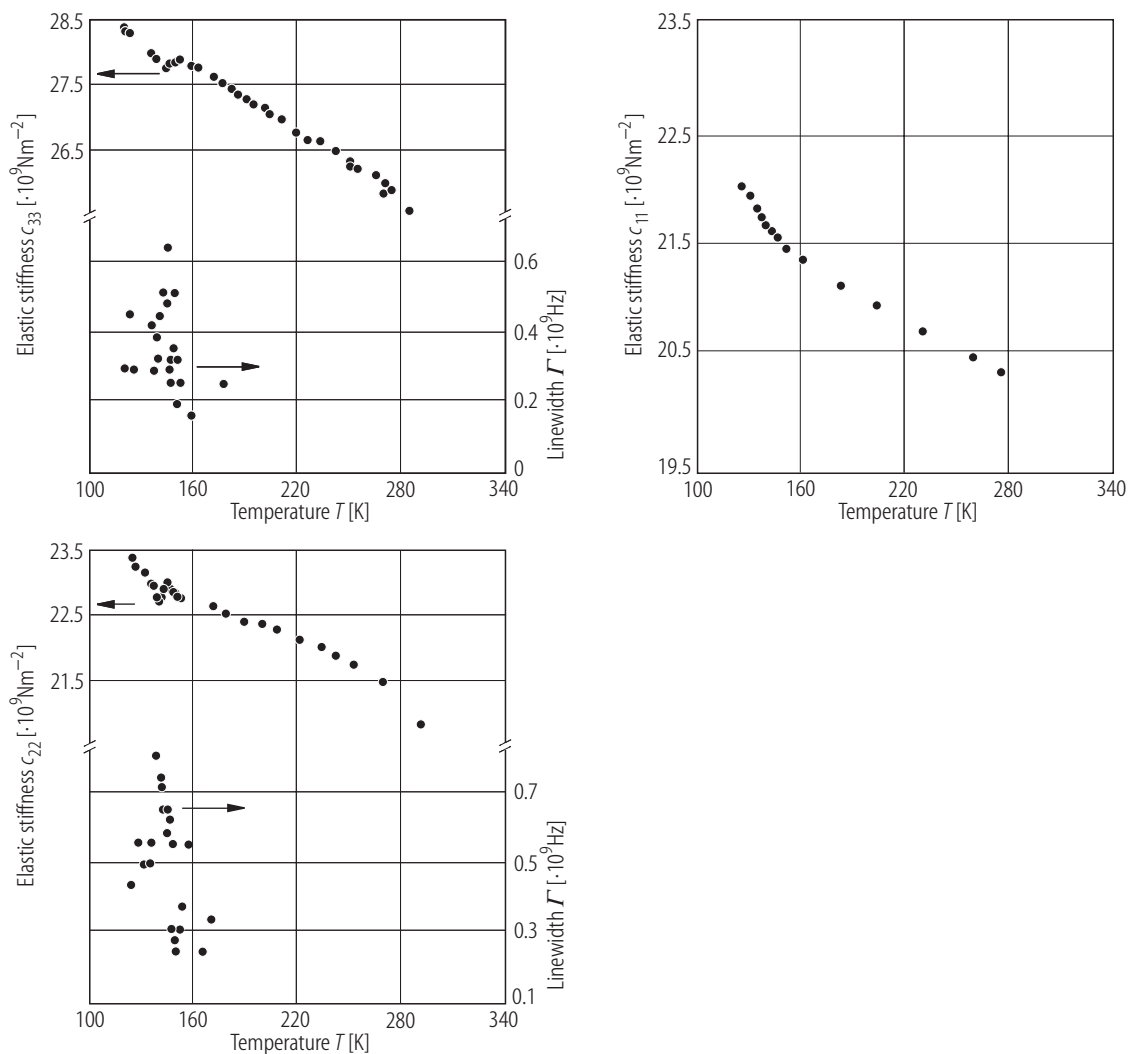 28.5
27.5
26.5
Elastic stiffness c₃₃ [·10⁹Nm⁻²]
0.6
0.4
0.2
0
Linewidth Γ [·10⁹Hz]
100 160 220 280 340
Temperature T [K]
23.5
22.5
21.5
20.5
19.5
Elastic stiffness c₁₁ [·10⁹Nm⁻²]
100 160 220 280 340
Temperature T [K]
23.5
22.5
21.5
Elastic stiffness c₂₂ [·10⁹Nm⁻²]
0.7
0.5
0.3
0.1
Linewidth Γ [·10⁹Hz]
100 160 220 280 340
Temperature T [K]